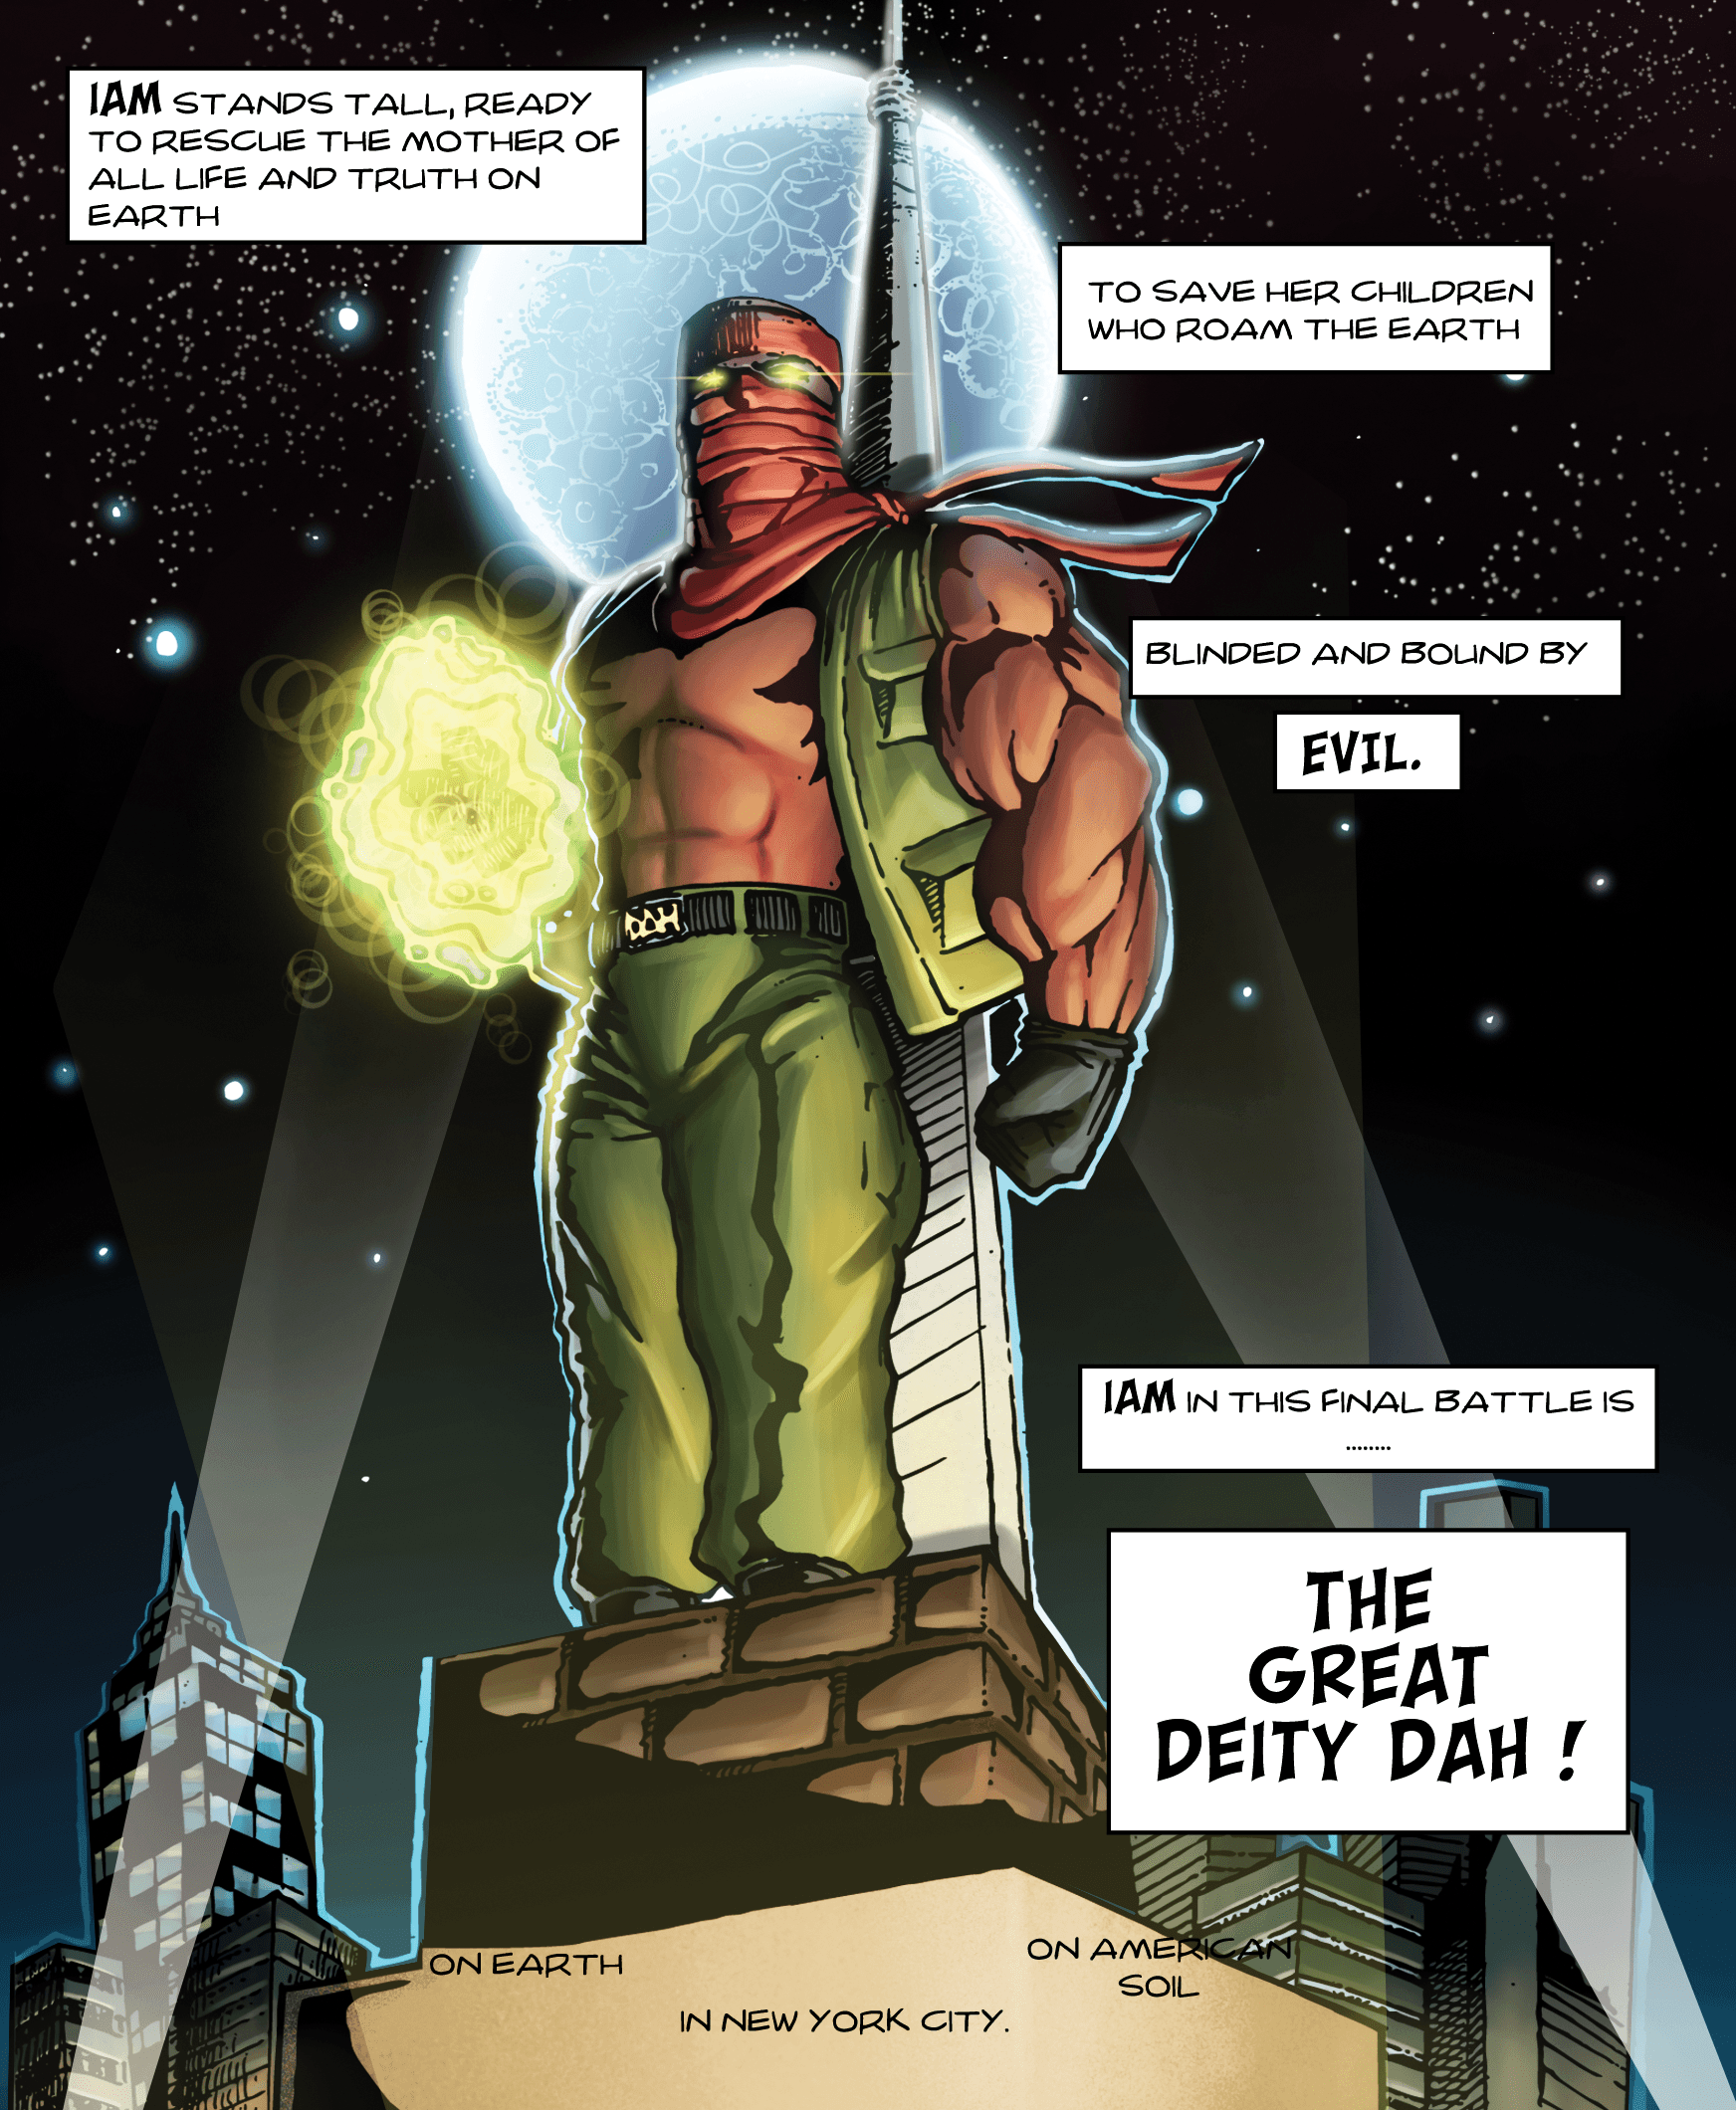 IAM STANDS TALL, READY
TO RESCUE THE MOTHER OF
ALL LIFE AND TRUTH ON
EARTH
TO SAVE HER CHILDREN
WHO ROAM THE EARTH
BLINDED AND BOUND BY
EVIL.
DAH
IAM IN THIS FINAL BATTLE IS
........
THE
GREAT
DEITY DAH !
ON EARTH
ON AMERICAN
SOIL
IN NEW YORK CITY.